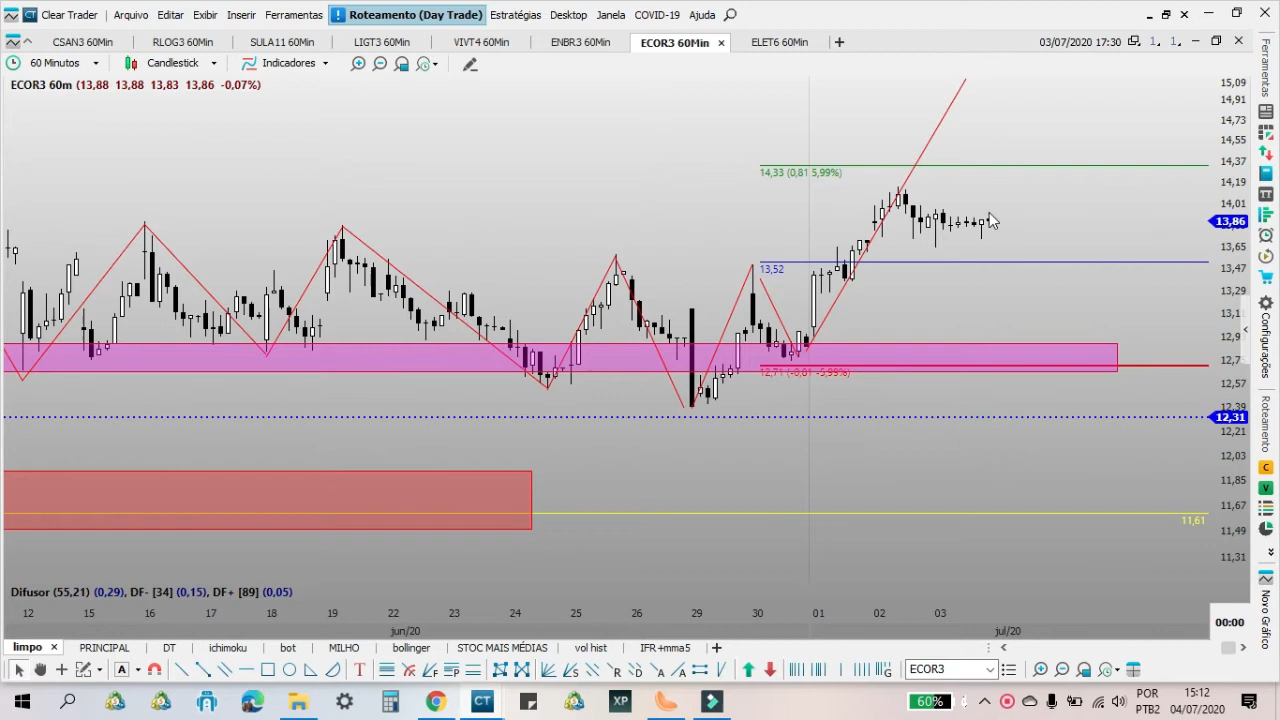 Clear Trader Arquivo Editar Exibir Inserir Ferramentas Roteamento (Day Trade) Estratégias Desktop Janela COVID-19 Ajuda
CSAN3 60Min RLOG3 60Min SULA11 60Min LIGT3 60Min VIVT4 60Min ENBR3 60Min ECOR3 60Min ELET6 60Min 03/07/2020 17:30
60 Minutos Candlestick Indicadores
ECOR3 60m (13,88 13,88 13,83 13,86 -0,07%)
15,09
14,91
14,73
14,55
14,37
14,33 (0,81 5,99%)
14,19
14,01
13,86
13,65
13,52
13,47
13,29
12,71 (-0,81 -5,99%)
12,57
12,39
12,31
12,21
12,03
11,85
11,67
11,61
11,49
11,31
Difusor (55,21) (0,29), DF- [34] (0,15), DF+ [89] (0,05)
12 15 16 17 18 19 22 23 24 25 26 29 30 01 02 03
jun/20 jul/20
00:00
Ferramentas
Configurações
Roteamento
Novo Gráfico
limpo PRINCIPAL DT ichimoku bot MILHO bollinger STOC MAIS MÉDIAS vol hist IFR +mma5
ECOR3
60% POR 5:12
PTB2 04/07/2020